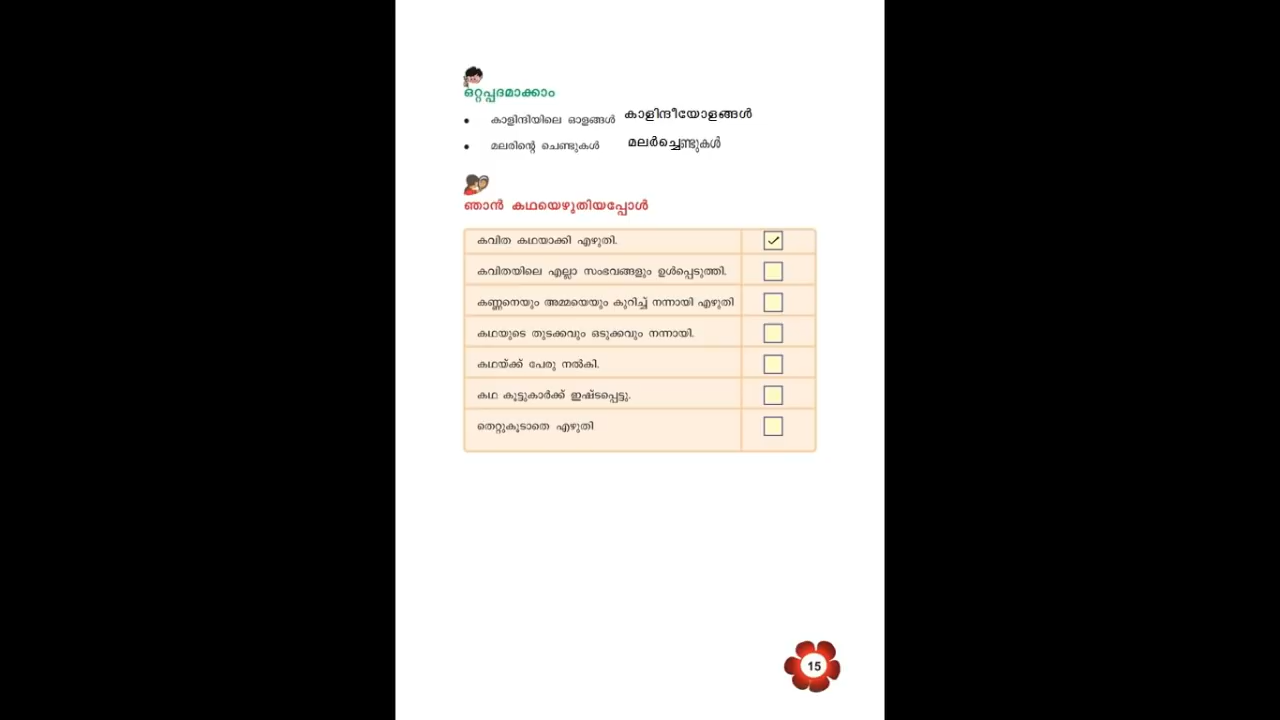 ഒറ്റപ്പദമാക്കാം
• കാളിന്ദിയിലെ ഓളങ്ങൾ കാളിന്ദീയോളങ്ങൾ
• മലരിന്റെ ചെണ്ടുകൾ മലർച്ചെണ്ടുകൾ
ഞാൻ കഥയെഴുതിയപ്പോൾ
കവിത കഥയാക്കി എഴുതി. ✓
കവിതയിലെ എല്ലാ സംഭവങ്ങളും ഉൾപ്പെടുത്തി.
കണ്ണനെയും അമ്മയെയും കുറിച്ച് നന്നായി എഴുതി
കഥയുടെ തുടക്കവും ഒടുക്കവും നന്നായി.
കഥയ്ക്ക് പേരു നൽകി.
കഥ കൂട്ടുകാർക്ക് ഇഷ്ടപ്പെട്ടു.
തെറ്റുകൂടാതെ എഴുതി
15